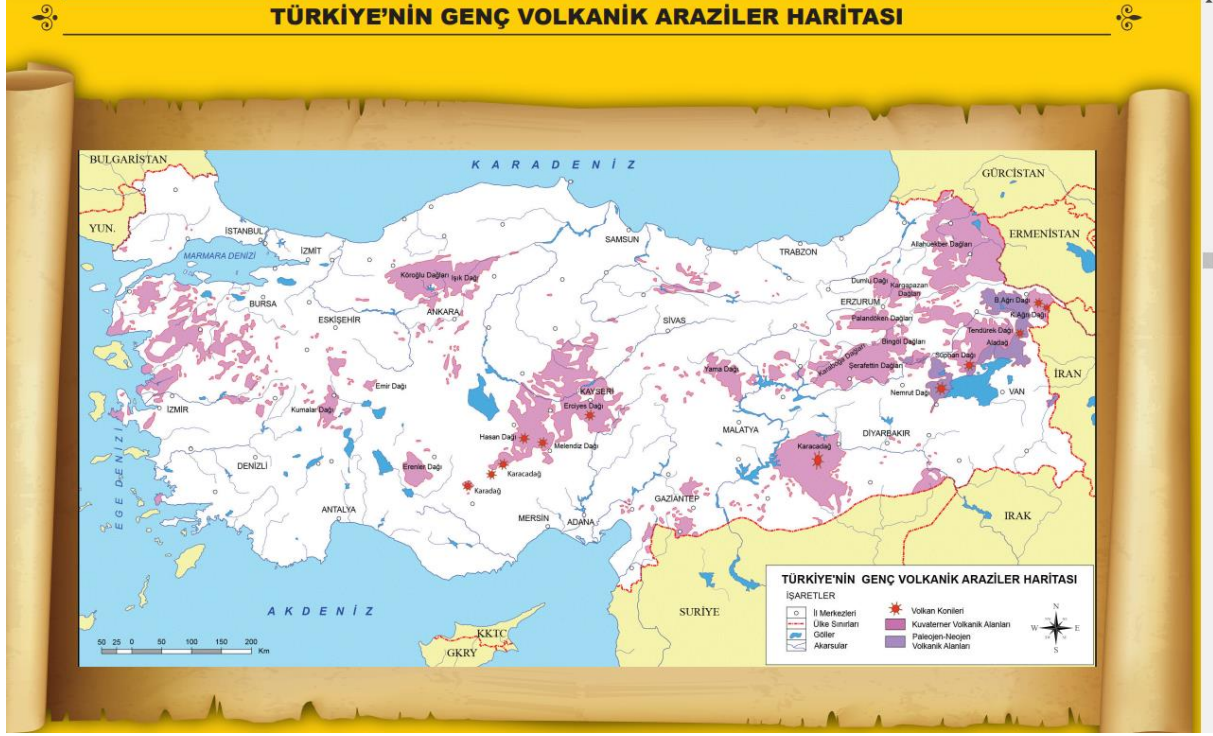 TÜRKİYE'NİN GENÇ VOLKANİK ARAZİLER HARİTASI
BULGARİSTAN
K A R A D E N İ Z
GÜRCİSTAN
YUN.
İSTANBUL
İZMİT
SAMSUN
TRABZON
ERMENİSTAN
Allahuekber Dağları
MARMARA DENİZİ
Köroğlu Dağları
Işık Dağı
Dumlu Dağı
Kargapazarı
Dağları
BURSA
ERZURUM
B.Ağrı Dağı
K.Ağrı Dağı
ESKİŞEHİR
ANKARA
SİVAS
Palandöken Dağları
Tendürek Dağı
Bingöl Dağları
Aladağ
Karaboğa Dağları
Süphan Dağı
Yama Dağı
Şerafettin Dağları
İRAN
Emir Dağı
KAYSERİ
Nemrut Dağı
VAN
İZMİR
Kumalar Dağı
Erciyes Dağı
MALATYA
DİYARBAKIR
Hasan Dağı
Melendiz Dağı
Karacadağ
DENİZLİ
Erenler Dağı
Karacadağ
Karadağ
EGE DENİZİ
GAZİANTEP
ANTALYA
MERSİN
ADANA
IRAK
SURİYE
A K D E N İ Z
KKTC
GKRY
50 25 0 50 100 150 200
Km
TÜRKİYE'NİN GENÇ VOLKANİK ARAZİLER HARİTASI
İŞARETLER
İl Merkezleri
Ülke Sınırları
Göller
Akarsular
Volkan Konileri
Kuvaterner Volkanik Alanları
Paleojen-Neojen
Volkanik Alanları
N
W
E
S